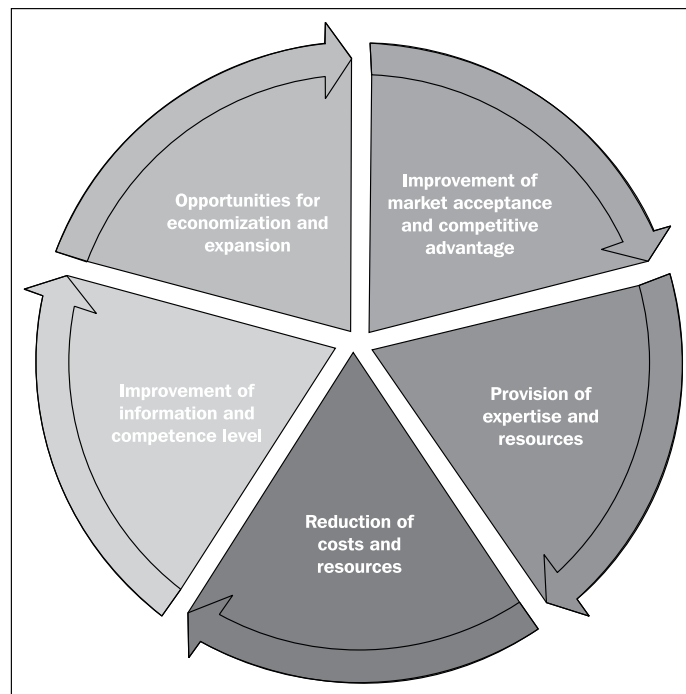 Opportunities for
economization and
expansion
Improvement of
market acceptance
and competitive
advantage
Provision of
expertise and
resources
Reduction of
costs and
resources
Improvement of
information and
competence level